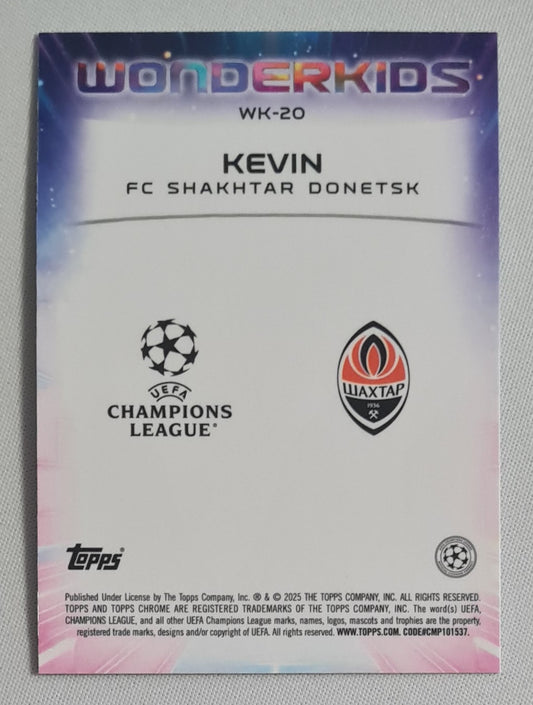 WONDERKIDS
WK-20
KEVIN
FC SHAKHTAR DONETSK
UEFA
CHAMPIONS
LEAGUE®
ШАХТАР
1936
topps®
Published Under License by The Topps Company, Inc. ® & © 2025 THE TOPPS COMPANY, INC. ALL RIGHTS RESERVED.
TOPPS AND TOPPS CHROME ARE REGISTERED TRADEMARKS OF THE TOPPS COMPANY, INC. The word(s) UEFA,
CHAMPIONS LEAGUE, and all other UEFA Champions League marks, names, logos, mascots and trophies are the property,
registered trade marks, designs and/or copyright of UEFA. All rights reserved. WWW.TOPPS.COM. CODE#CMP101537.